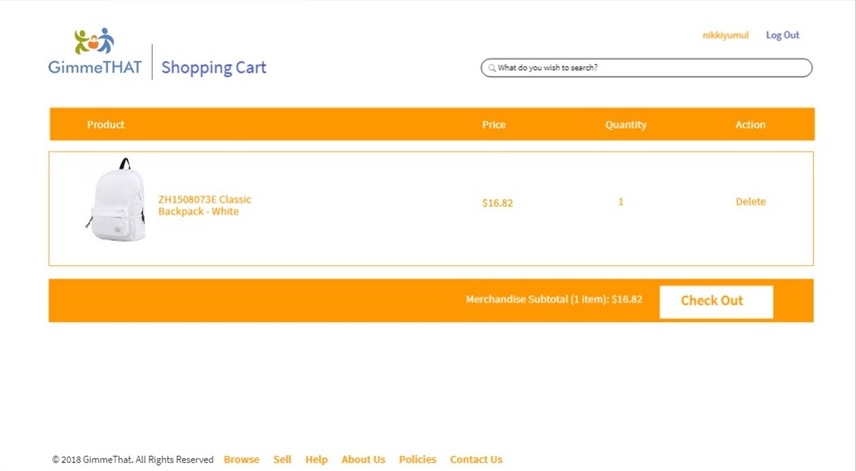 nikkiyumul Log Out
GimmeTHAT Shopping Cart
What do you wish to search?
Product Price Quantity Action
ZH1508073E Classic
Backpack - White
$16.82 1 Delete
Merchandise Subtotal (1 item): $16.82 Check Out
© 2018 GimmeThat. All Rights Reserved Browse Sell Help About Us Policies Contact Us